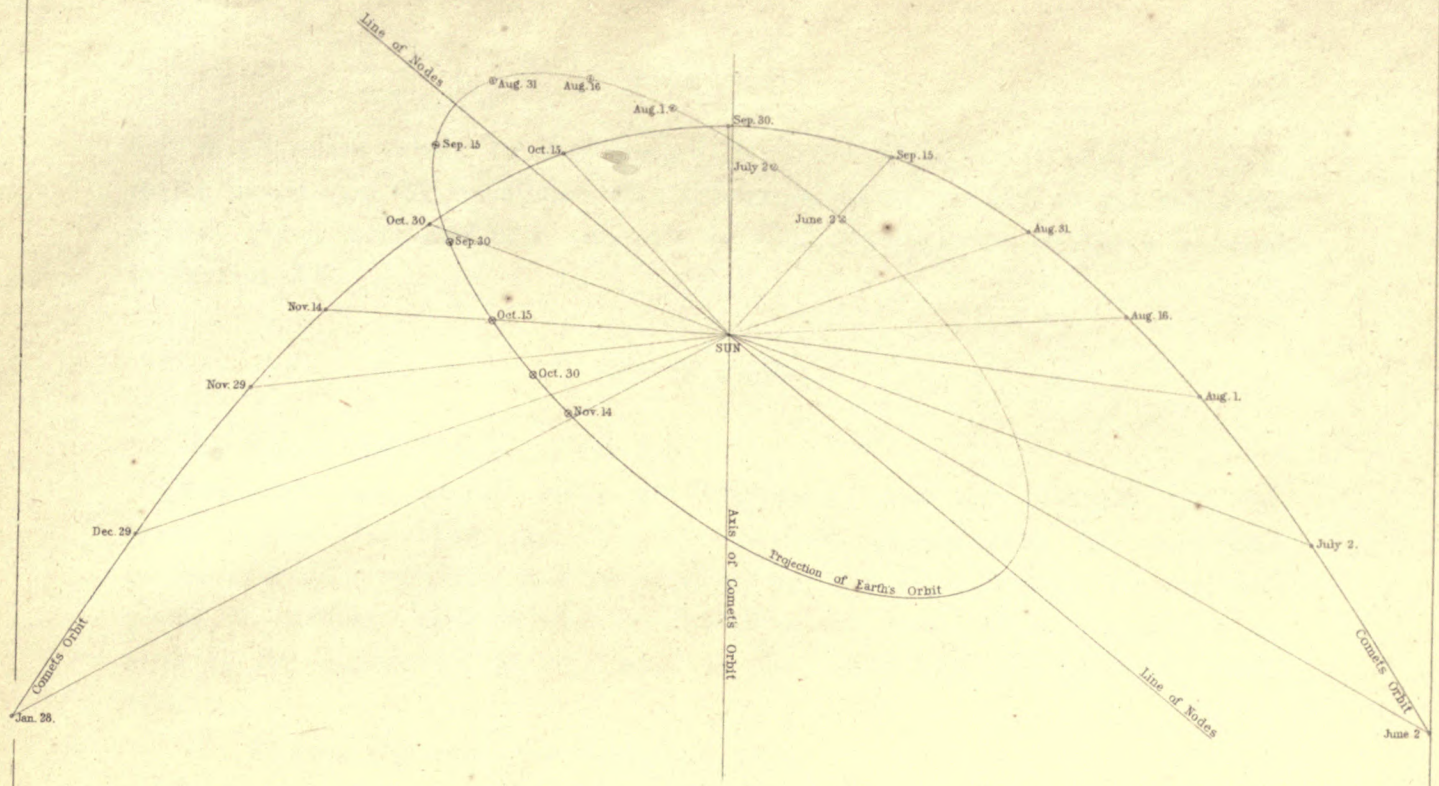 Line of Nodes
Aug. 31
Aug. 16
Aug. 1.
Sep. 30.
Sep. 15
Oct. 15.
July 2
Sep. 15.
Oct. 30
June 2
Aug. 31.
Sep. 30
Nov. 14
Oct. 15
Aug. 16.
SUN
Nov. 29
Oct. 30
Aug. 1.
Nov. 14
Dec. 29
July 2.
Axis of Comet's Orbit
Projection of Earth's Orbit
Comets Orbit
Comets Orbit
Line of Nodes
Jan. 28.
June 2